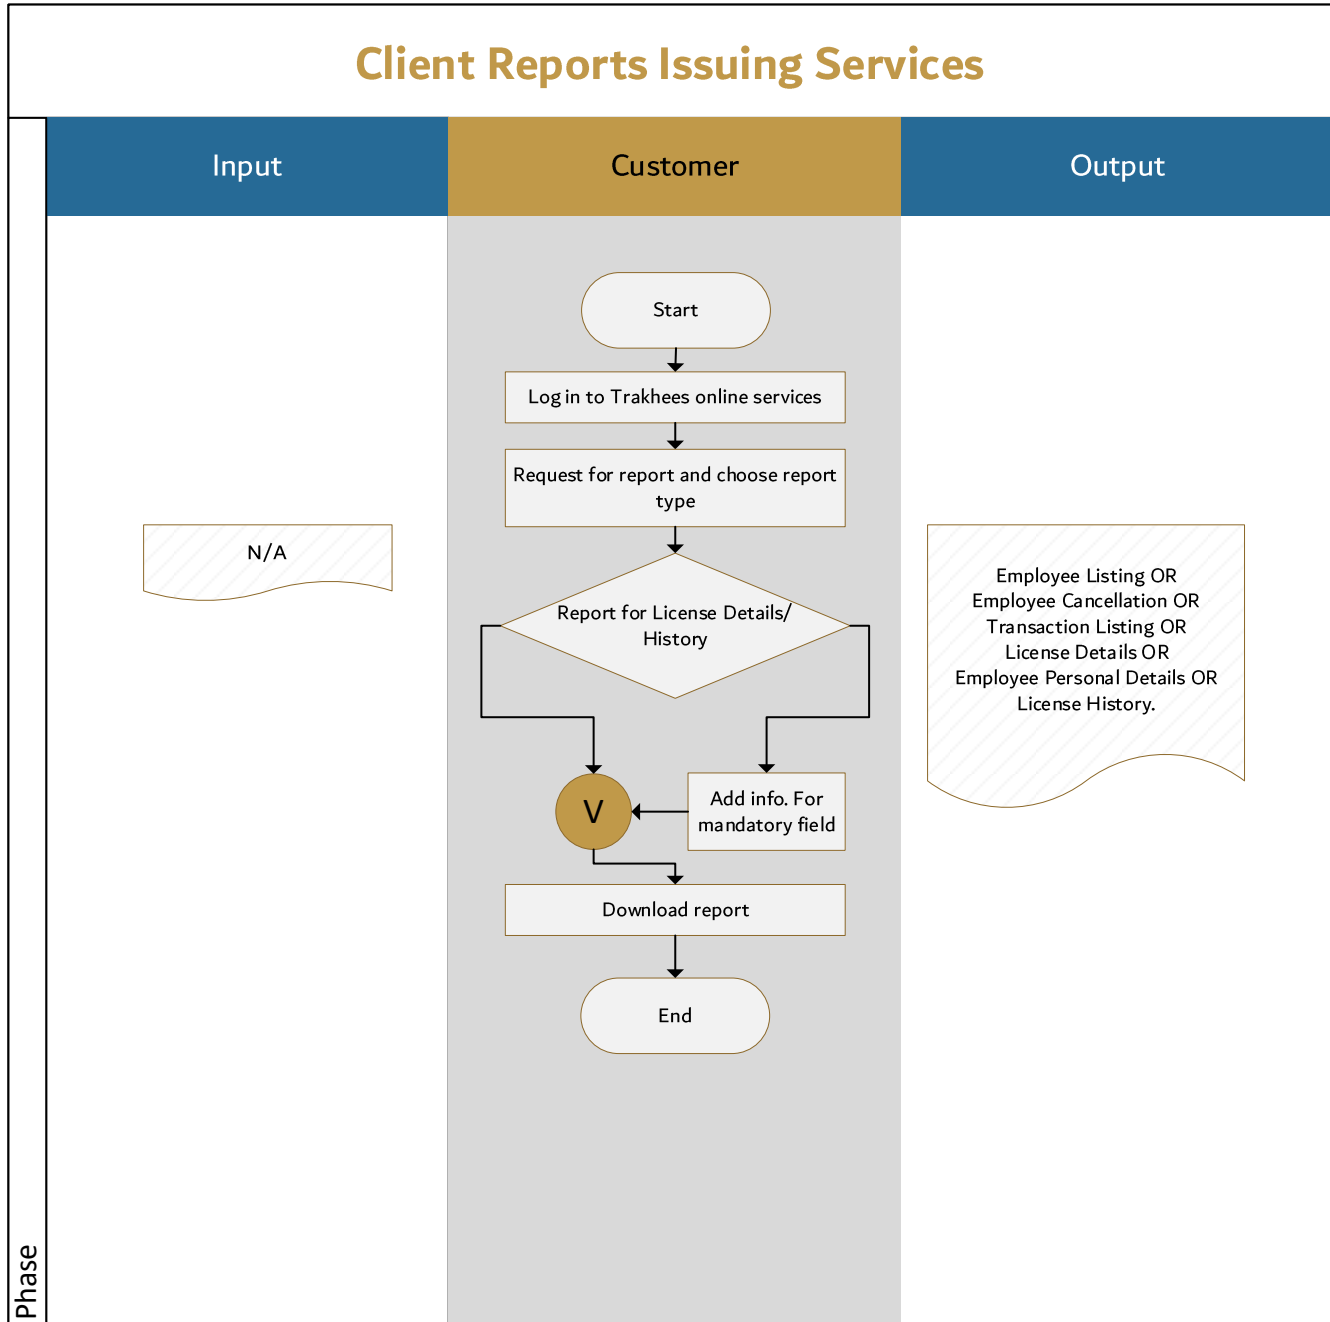 Client Reports Issuing Services
Input
Customer
Output
Start
Log in to Trakhees online services
Request for report and choose report
type
N/A
Report for License Details/
History
Employee Listing OR
Employee Cancellation OR
Transaction Listing OR
License Details OR
Employee Personal Details OR
License History.
V
Add info. For
mandatory field
Download report
End
Phase